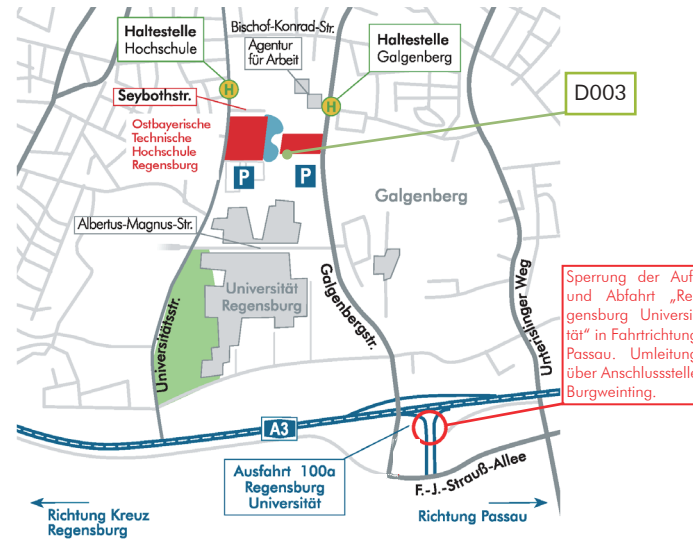 Bischof-Konrad-Str.
Haltestelle
Hochschule
Agentur
für Arbeit
Haltestelle
Galgenberg
H
H
D003
Seybothstr.
Ostbayerische
Technische
Hochschule
Regensburg
P
P
Galgenberg
Albertus-Magnus-Str.
Universität
Regensburg
Universitätsstr.
Galgenbergstr.
Unterislinger Weg
Sperrung der Auf-
und Abfahrt „Re-
gensburg Universi-
tät“ in Fahrtrichtung
Passau. Umleitung
über Anschlussstelle
Burgweinting.
A3
Ausfahrt 100a
Regensburg
Universität
F.-J.-Strauß-Allee
Richtung Kreuz
Regensburg
Richtung Passau